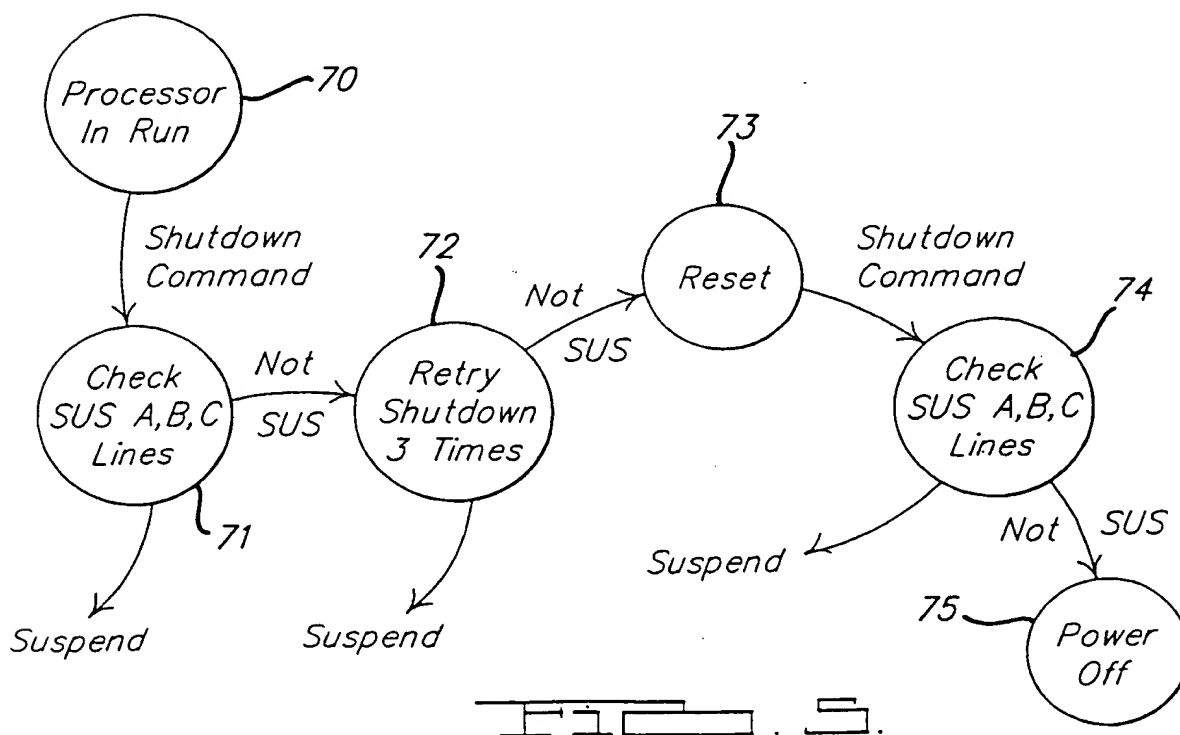 Processor
In Run
70
Shutdown
Command
Check
SUS A,B,C
Lines
71
Suspend
Not
SUS
72
Retry
Shutdown
3 Times
Suspend
Not
SUS
73
Reset
Shutdown
Command
74
Check
SUS A,B,C
Lines
Suspend
Not
SUS
75
Power
Off